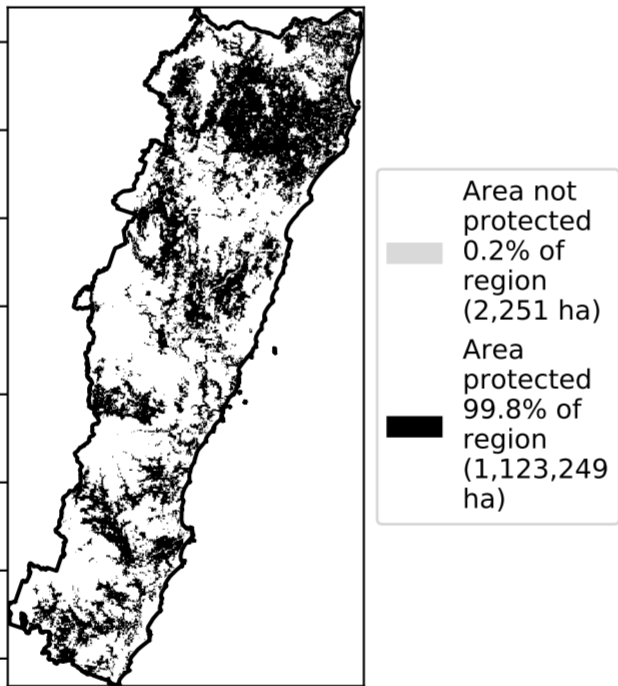 Area not
protected
0.2% of
region
(2,251 ha)
Area
protected
99.8% of
region
(1,123,249
ha)